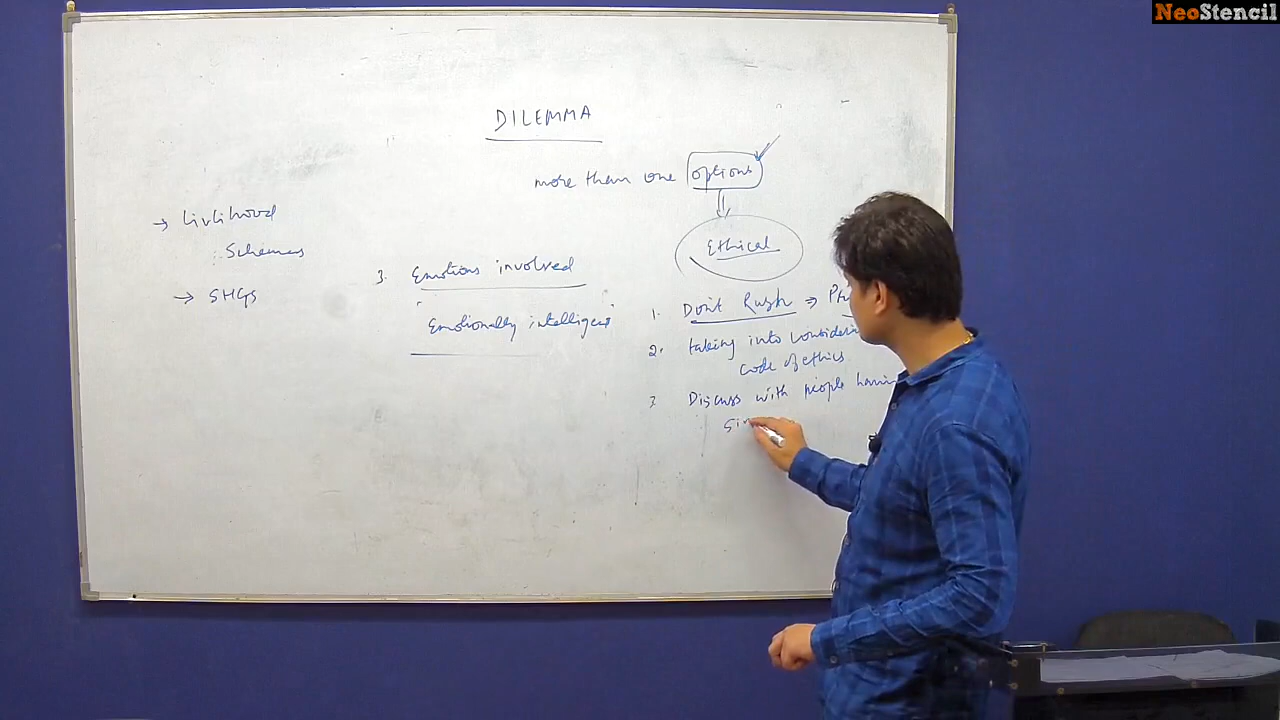 NeoStencil
DILEMMA
more than one options
Ethical
→ Livlihood
Schemes
→ SHGs
3. Emotions involved
"Emotionally intelligent"
1. Don't Rush ⇒
2. taking into
code of ethics
3. Discuss with people